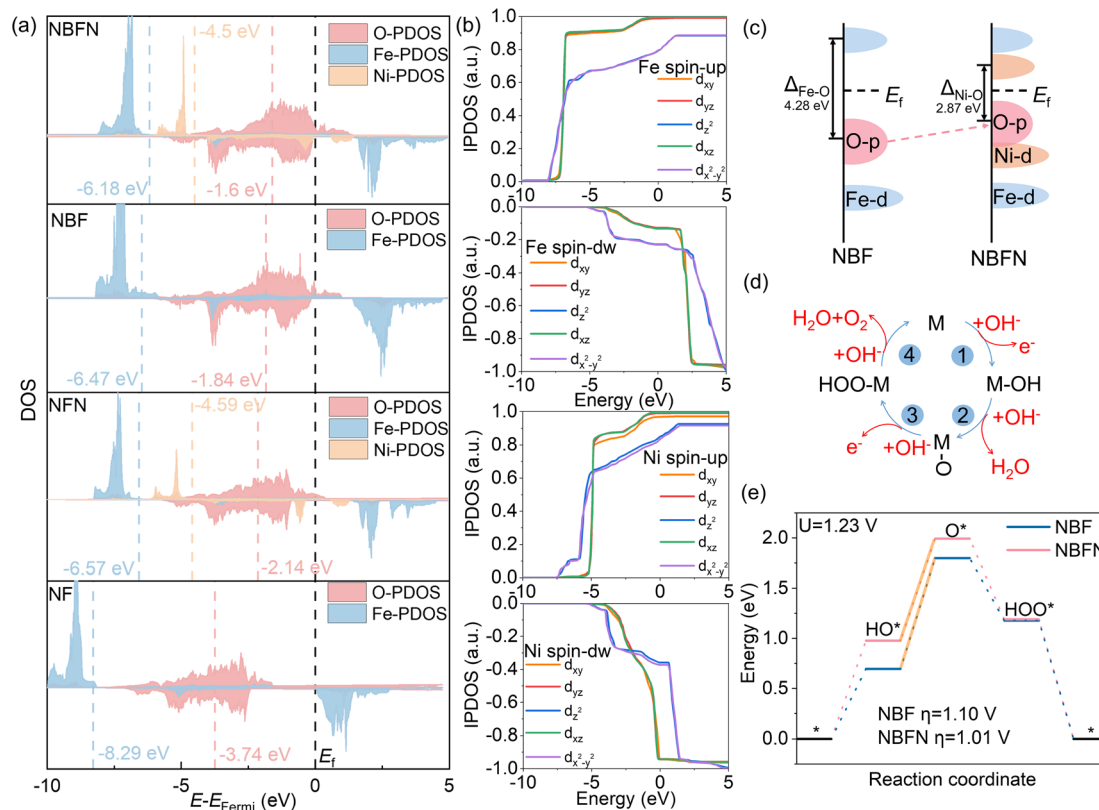 (a)
NBFN
-4.5 eV
O-PDOS
Fe-PDOS
Ni-PDOS
-6.18 eV
-1.6 eV
NBF
O-PDOS
Fe-PDOS
-6.47 eV
-1.84 eV
NFN
-4.59 eV
O-PDOS
Fe-PDOS
Ni-PDOS
-6.57 eV
-2.14 eV
NF
O-PDOS
Fe-PDOS
-8.29 eV
-3.74 eV
E_f
DOS
-10 -5 0 5
E-E_Fermi (eV)
(b)
1.0
0.8
0.6
0.4
0.2
0.0
IPDOS (a.u.)
Fe spin-up
d_xy
d_yz
d_z²
d_xz
d_x²-y²
-10 -5 0 5
0.0
-0.2
-0.4
-0.6
-0.8
-1.0
IPDOS (a.u.)
Fe spin-dw
d_xy
d_yz
d_z²
d_xz
d_x²-y²
-10 -5 0 5
Energy (eV)
1.0
0.8
0.6
0.4
0.2
0.0
IPDOS (a.u.)
Ni spin-up
d_xy
d_yz
d_z²
d_xz
d_x²-y²
-10 -5 0 5
0.0
-0.2
-0.4
-0.6
-0.8
-1.0
IPDOS (a.u.)
Ni spin-dw
d_xy
d_yz
d_z²
d_xz
d_x²-y²
-10 -5 0 5
Energy (eV)
(c)
Δ_Fe-O
4.28 eV
E_f
O-p
Fe-d
NBF
Δ_Ni-O
2.87 eV
E_f
O-p
Ni-d
Fe-d
NBFN
(d)
H₂O+O₂
M
+OH⁻
e⁻
+OH⁻
4
1
HOO-M
M-OH
3
2
+OH⁻
e⁻
+OH⁻
M
O
H₂O
(e)
U=1.23 V
NBF
NBFN
2.0
1.5
1.0
0.5
0.0
Energy (eV)
*
HO*
O*
HOO*
*
NBF η=1.10 V
NBFN η=1.01 V
Reaction coordinate